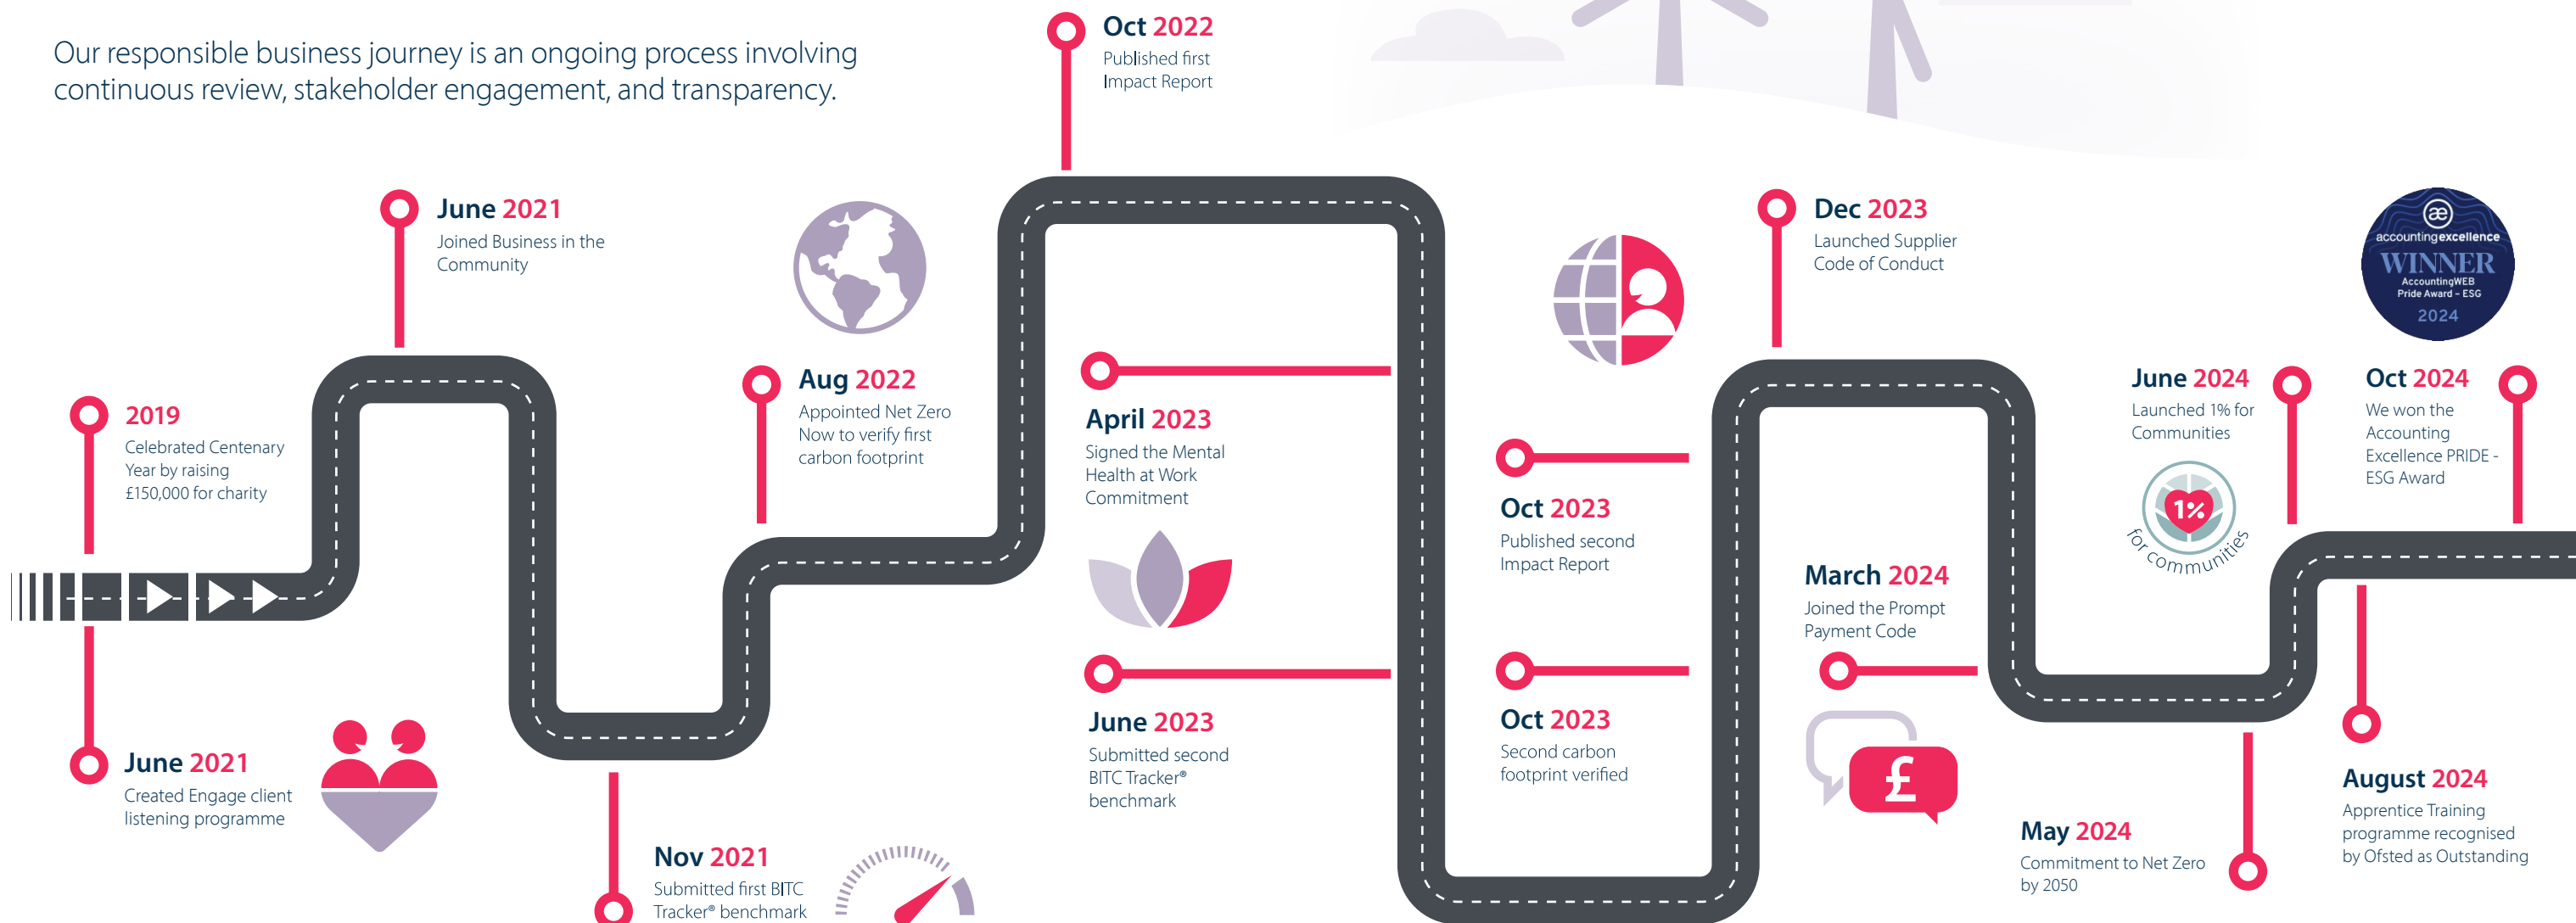 Our responsible business journey is an ongoing process involving
continuous review, stakeholder engagement, and transparency.
2019
Celebrated Centenary
Year by raising
£150,000 for charity
June 2021
Created Engage client
listening programme
June 2021
Joined Business in the
Community
Nov 2021
Submitted first BITC
Tracker® benchmark
Aug 2022
Appointed Net Zero
Now to verify first
carbon footprint
Oct 2022
Published first
Impact Report
April 2023
Signed the Mental
Health at Work
Commitment
June 2023
Submitted second
BITC Tracker®
benchmark
Oct 2023
Published second
Impact Report
Oct 2023
Second carbon
footprint verified
Dec 2023
Launched Supplier
Code of Conduct
March 2024
Joined the Prompt
Payment Code
£
May 2024
Commitment to Net Zero
by 2050
June 2024
Launched 1% for
Communities
1%
for communities
August 2024
Apprentice Training
programme recognised
by Ofsted as Outstanding
æ
accountingexcellence
WINNER
AccountingWEB
Pride Award – ESG
2024
Oct 2024
We won the
Accounting
Excellence PRIDE -
ESG Award